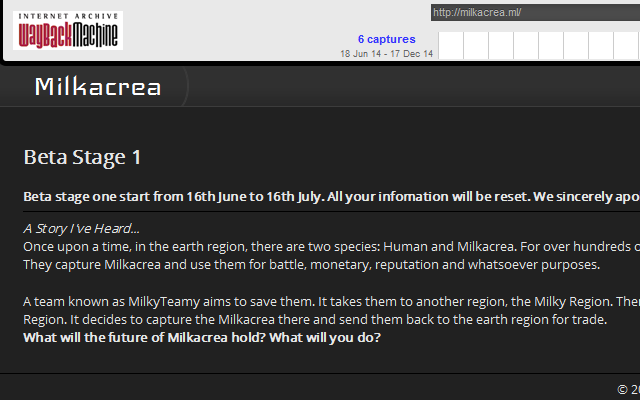 INTERNET ARCHIVE
WayBackMachine
http://milkacrea.ml/
6 captures
18 Jun 14 - 17 Dec 14
Milkacrea
Beta Stage 1
Beta stage one start from 16th June to 16th July. All your infomation will be reset. We sincerely
A Story I've Heard...
Once upon a time, in the earth region, there are two species: Human and Milkacrea. For over hundreds
They capture Milkacrea and use them for battle, monetary, reputation and whatsoever purposes.
A team known as MilkyTeamy aims to save them. It takes them to another region, the Milky Region.
Region. It decides to capture the Milkacrea there and send them back to the earth region for trade.
What will the future of Milkacrea hold? What will you do?
©